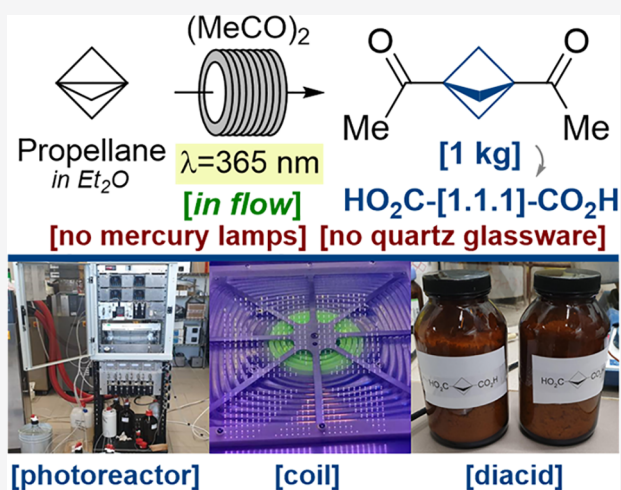 (MeCO)2
O
O
Me
Me
Propellane
in Et2O
λ=365 nm
[in flow]
[1 kg]
HO2C-[1.1.1]-CO2H
[no mercury lamps] [no quartz glassware]
HO2C
CO2H
HO2C
[photoreactor]
[coil]
[diacid]